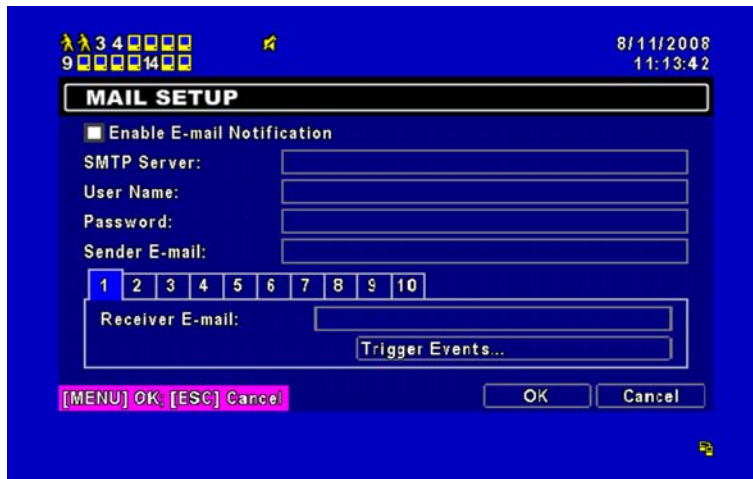 3 4 8/11/2008
9 14 11:13:42
MAIL SETUP
Enable E-mail Notification
SMTP Server:
User Name:
Password:
Sender E-mail:
1 2 3 4 5 6 7 8 9 10
Receiver E-mail:
Trigger Events...
[MENU] OK; [ESC] Cancel OK Cancel